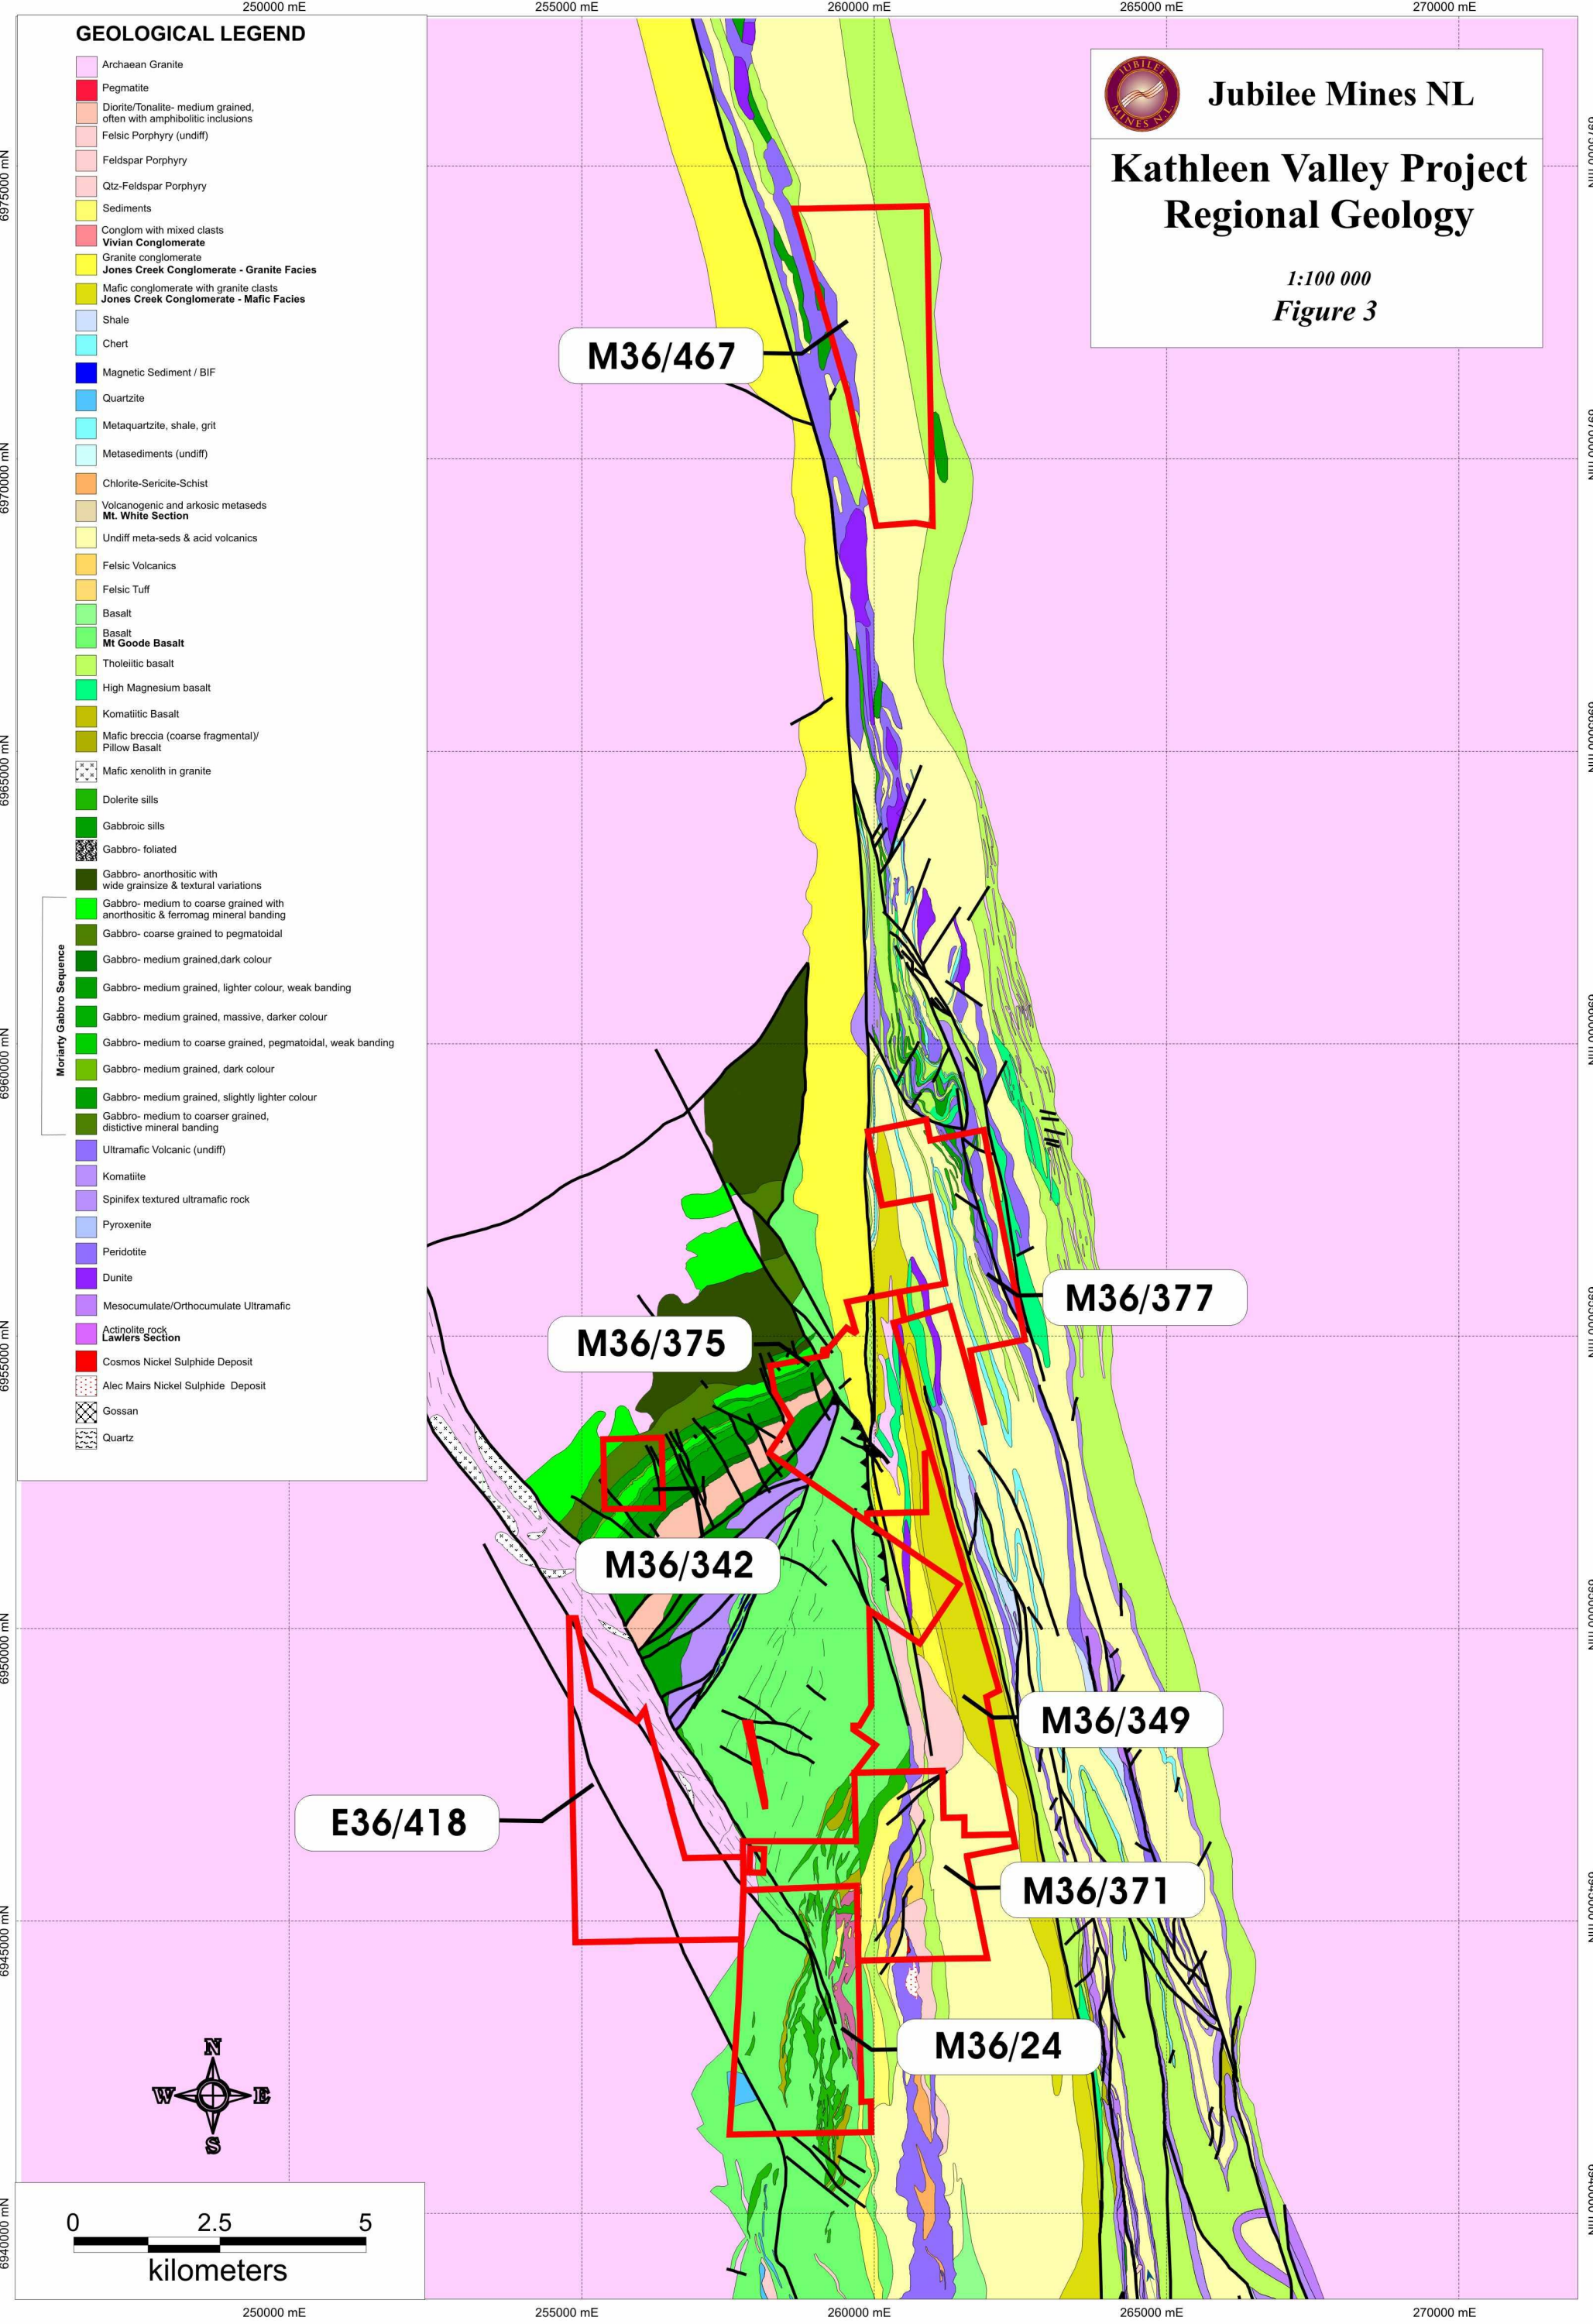 250000 mE
255000 mE
260000 mE
265000 mE
270000 mE
GEOLOGICAL LEGEND
Archaean Granite
Pegmatite
Diorite/Tonalite- medium grained,
often with amphibolitic inclusions
Felsic Porphyry (undiff)
Feldspar Porphyry
Qtz-Feldspar Porphyry
Sediments
Conglom with mixed clasts
Vivian Conglomerate
Granite conglomerate
Jones Creek Conglomerate - Granite Facies
Mafic conglomerate with granite clasts
Jones Creek Conglomerate - Mafic Facies
Shale
Chert
Magnetic Sediment / BIF
Quartzite
Metaquartzite, shale, grit
Metasediments (undiff)
Chlorite-Sericite-Schist
Volcanogenic and arkosic metaseds
Mt. White Section
Undiff meta-seds & acid volcanics
Felsic Volcanics
Felsic Tuff
Basalt
Basalt
Mt Goode Basalt
Tholeiitic basalt
High Magnesium basalt
Komatiitic Basalt
Mafic breccia (coarse fragmental)/
Pillow Basalt
Mafic xenolith in granite
Dolerite sills
Gabbroic sills
Gabbro- foliated
Gabbro- anorthositic with
wide grainsize & textural variations
Moriarty Gabbro Sequence
Gabbro- medium to coarse grained with
anorthositic & ferromag mineral banding
Gabbro- coarse grained to pegmatoidal
Gabbro- medium grained,dark colour
Gabbro- medium grained, lighter colour, weak banding
Gabbro- medium grained, massive, darker colour
Gabbro- medium to coarse grained, pegmatoidal, weak banding
Gabbro- medium grained, dark colour
Gabbro- medium grained, slightly lighter colour
Gabbro- medium to coarser grained,
distictive mineral banding
Ultramafic Volcanic (undiff)
Komatiite
Spinifex textured ultramafic rock
Pyroxenite
Peridotite
Dunite
Mesocumulate/Orthocumulate Ultramafic
Actinolite rock
Lawlers Section
Cosmos Nickel Sulphide Deposit
Alec Mairs Nickel Sulphide Deposit
Gossan
Quartz
JUBILEE
MINES N.L.
Jubilee Mines NL
Kathleen Valley Project
Regional Geology
1:100 000
Figure 3
M36/467
M36/377
M36/375
M36/342
M36/349
E36/418
M36/371
M36/24
6975000 mN
6970000 mN
6965000 mN
6960000 mN
6955000 mN
6950000 mN
6945000 mN
6940000 mN
N
W
E
S
0
2.5
5
kilometers
250000 mE
255000 mE
260000 mE
265000 mE
270000 mE